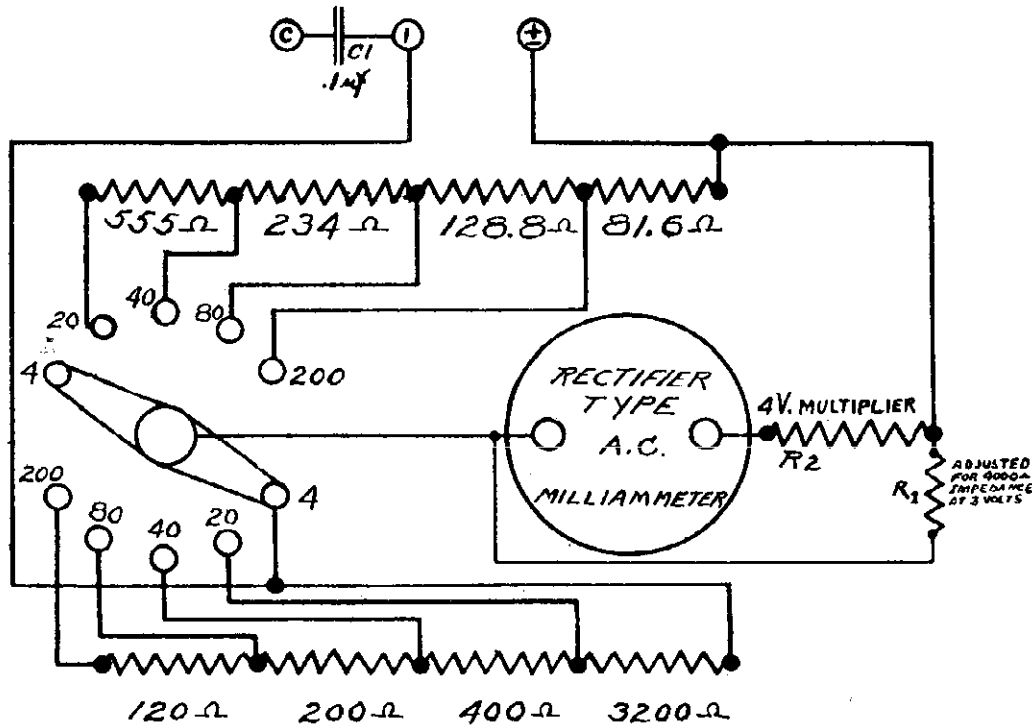 C
1
±
C1
.1μf
555Ω
234Ω
128.8Ω
81.6Ω
20
40
80
200
4
RECTIFIER
TYPE
A.C.
MILLIAMMETER
4V. MULTIPLIER
R2
R1
ADJUSTED
FOR 4000Ω
IMPEDANCE
AT 3 VOLTS
200
80
40
20
4
120Ω
200Ω
400Ω
3200Ω